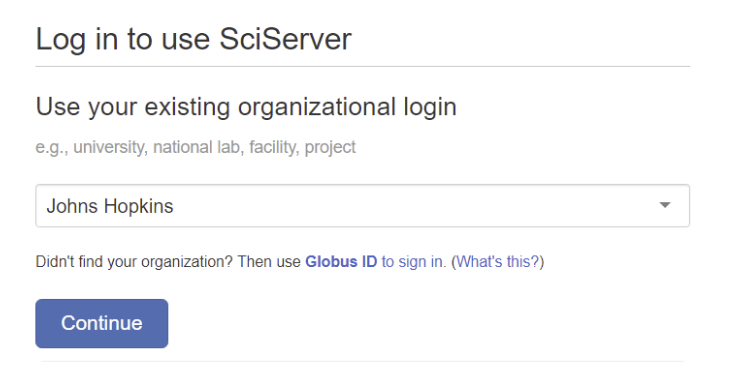 Log in to use SciServer
Use your existing organizational login
e.g., university, national lab, facility, project
Johns Hopkins
Didn't find your organization? Then use Globus ID to sign in. (What's this?)
Continue